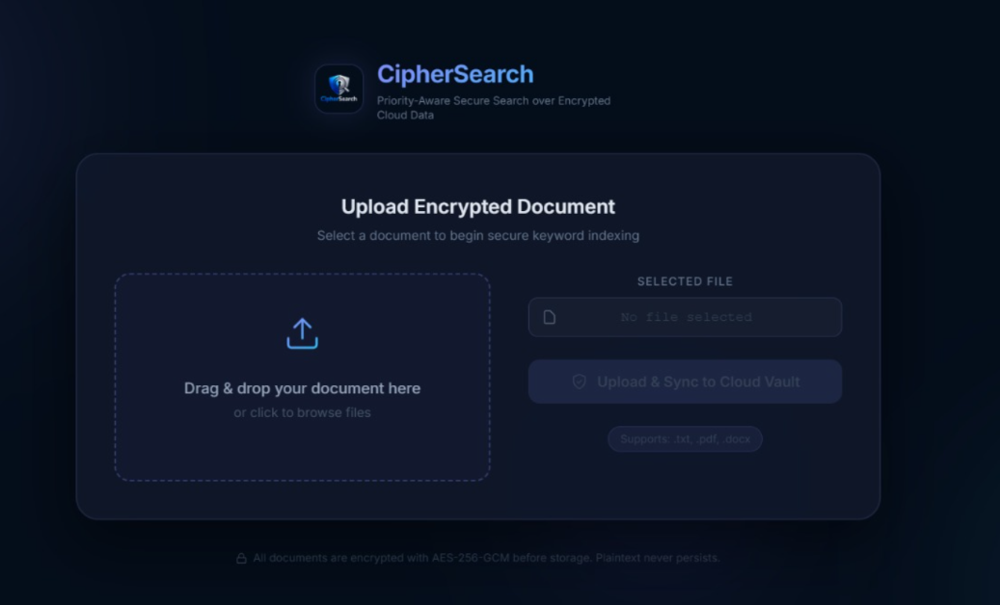 CipherSearch
CipherSearch
Priority-Aware Secure Search over Encrypted
Cloud Data
Upload Encrypted Document
Select a document to begin secure keyword indexing
Drag & drop your document here
or click to browse files
SELECTED FILE
No file selected
Upload & Sync to Cloud Vault
Supports: .txt, .pdf, .docx
All documents are encrypted with AES-256-GCM before storage. Plaintext never persists.